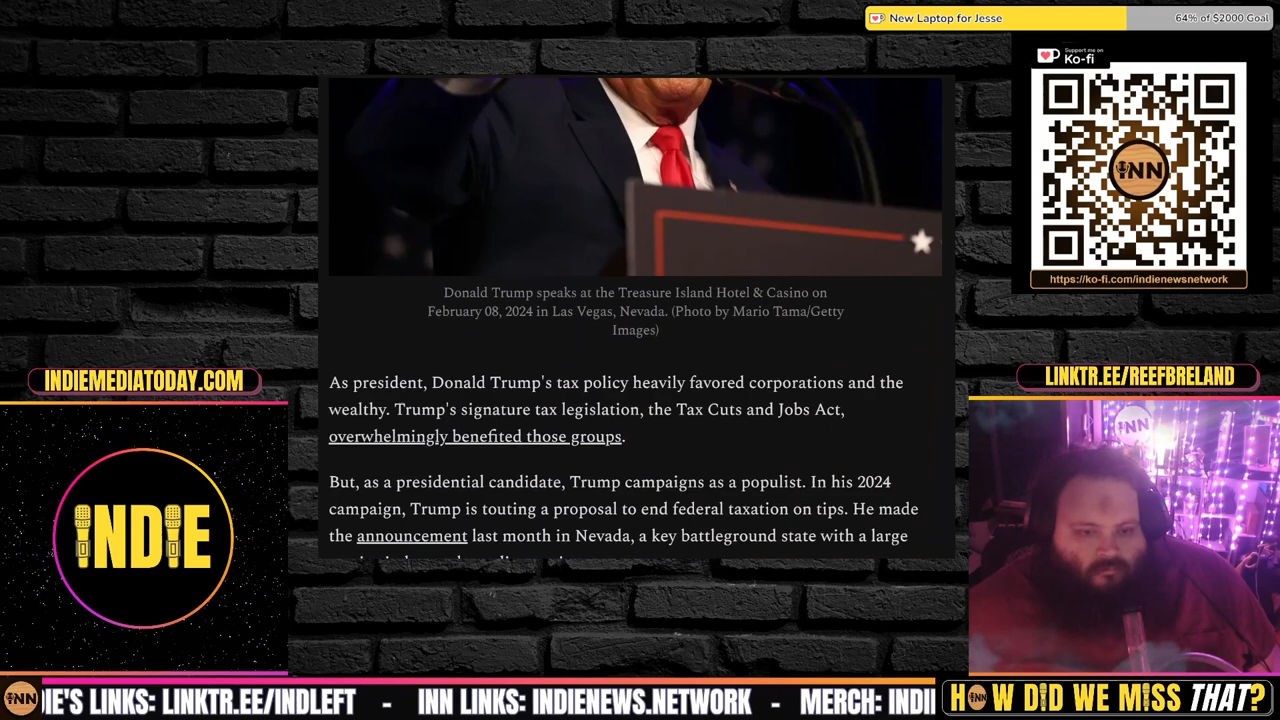 New Laptop for Jesse
64% of $2000 Goal
Support me on
Ko-fi
iNN
https://ko-fi.com/indienewsnetwork
Donald Trump speaks at the Treasure Island Hotel & Casino on
February 08, 2024 in Las Vegas, Nevada. (Photo by Mario Tama/Getty
Images)
As president, Donald Trump's tax policy heavily favored corporations and the
wealthy. Trump's signature tax legislation, the Tax Cuts and Jobs Act,
overwhelmingly benefited those groups.
But, as a presidential candidate, Trump campaigns as a populist. In his 2024
campaign, Trump is touting a proposal to end federal taxation on tips. He made
the announcement last month in Nevada, a key battleground state with a large
INDIEMEDIATODAY.COM
INDIE
LINKTR.EE/REEFBRELAND
iNN
iNN
IE'S LINKS: LINKTR.EE/INDLEFT - INN LINKS: INDIENEWS.NETWORK - MERCH: INDI
HOW DID WE MISS THAT?